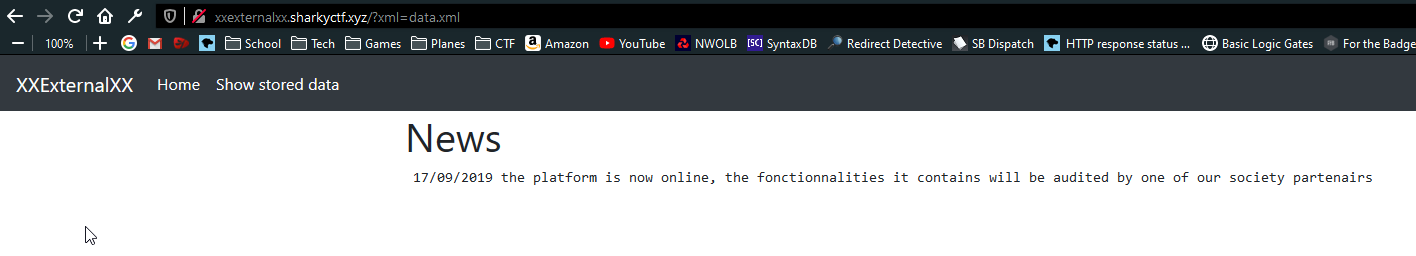 xxexternalxx.sharkyctf.xyz/?xml=data.xml
100% School Tech Games Planes CTF Amazon YouTube NWOLB [SC] SyntaxDB Redirect Detective SB Dispatch HTTP response status ... Basic Logic Gates For the Badge
XXExternalXX Home Show stored data
News
17/09/2019 the platform is now online, the fonctionnalities it contains will be audited by one of our society partenairs